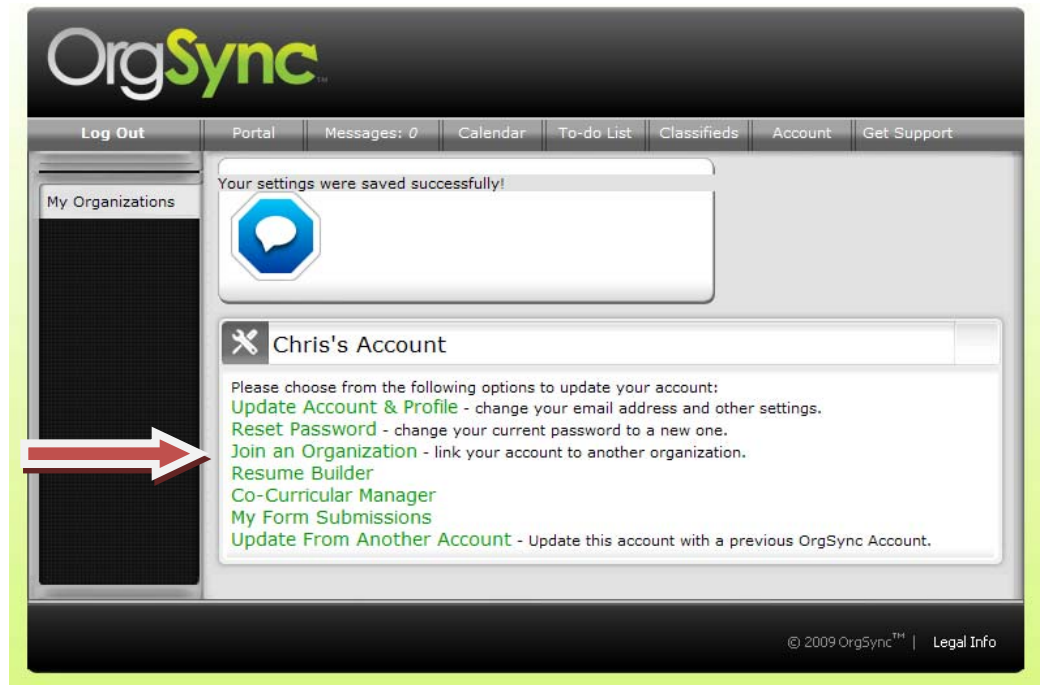 OrgSync™
Log Out Portal Messages: 0 Calendar To-do List Classifieds Account Get Support
My Organizations
Your settings were saved successfully!
Chris's Account
Please choose from the following options to update your account:
Update Account & Profile - change your email address and other settings.
Reset Password - change your current password to a new one.
Join an Organization - link your account to another organization.
Resume Builder
Co-Curricular Manager
My Form Submissions
Update From Another Account - Update this account with a previous OrgSync Account.
© 2009 OrgSync™ | Legal Info